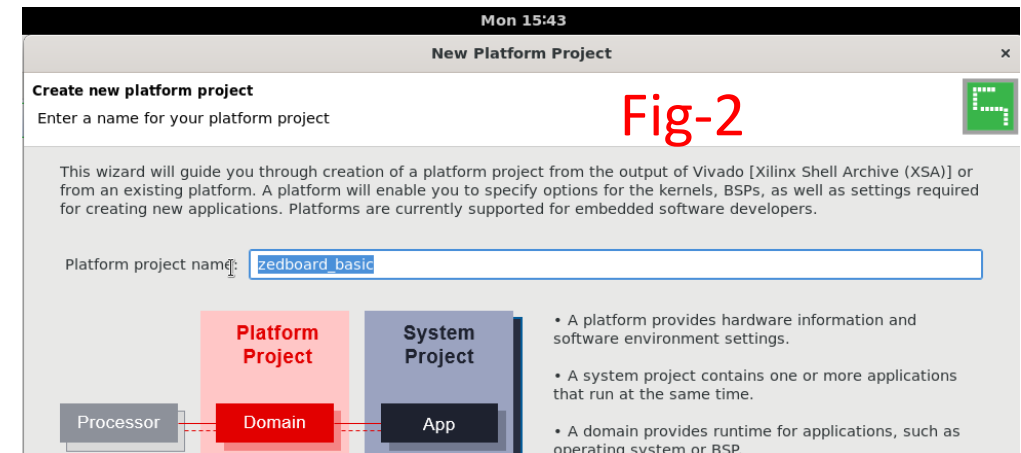 Mon 15:43
New Platform Project
×
Create new platform project
Enter a name for your platform project
Fig-2
This wizard will guide you through creation of a platform project from the output of Vivado [Xilinx Shell Archive (XSA)] or
from an existing platform. A platform will enable you to specify options for the kernels, BSPs, as well as settings required
for creating new applications. Platforms are currently supported for embedded software developers.
Platform project name: zedboard_basic
Platform
Project
System
Project
Processor
Domain
App
• A platform provides hardware information and
software environment settings.
• A system project contains one or more applications
that run at the same time.
• A domain provides runtime for applications, such as
operating system or BSP.